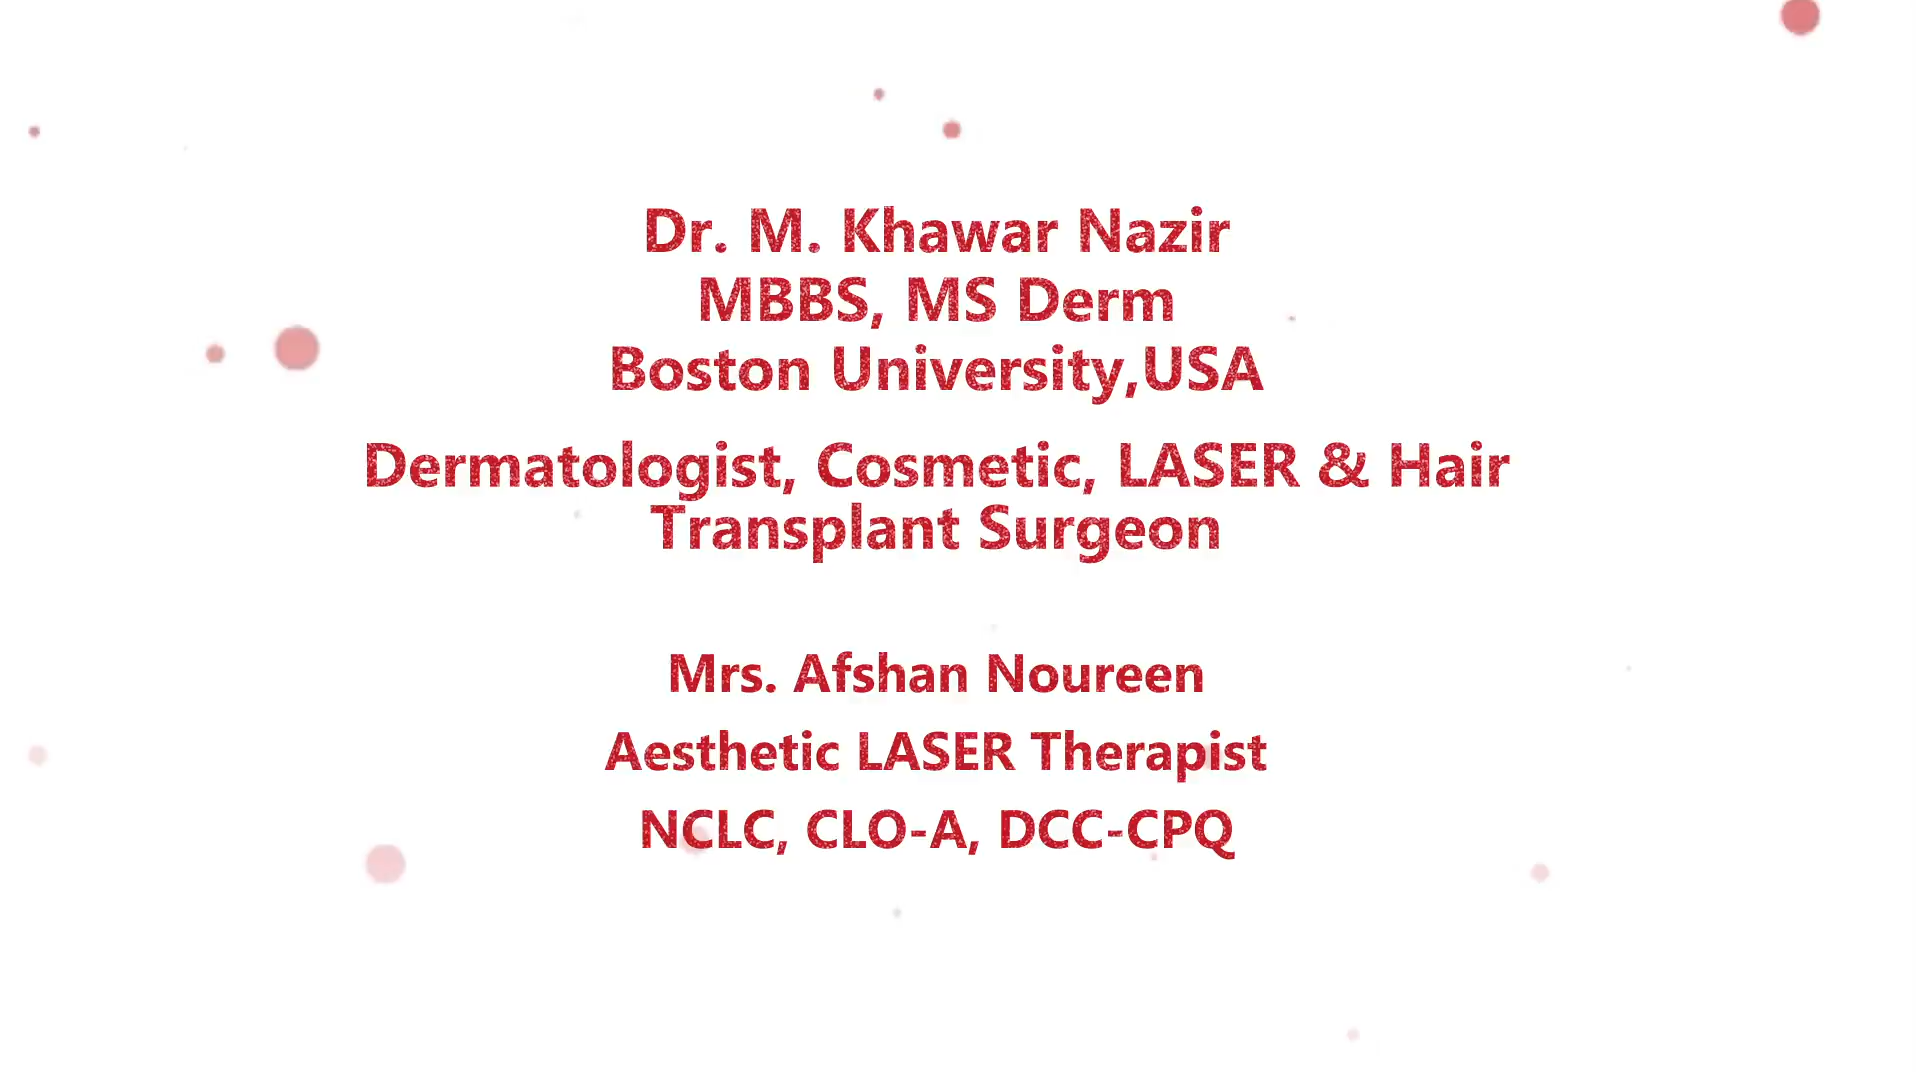 Dr. M. Khawar Nazir
MBBS, MS Derm
Boston University,USA
Dermatologist, Cosmetic, LASER & Hair
Transplant Surgeon
Mrs. Afshan Noureen
Aesthetic LASER Therapist
NCLC, CLO-A, DCC-CPQ